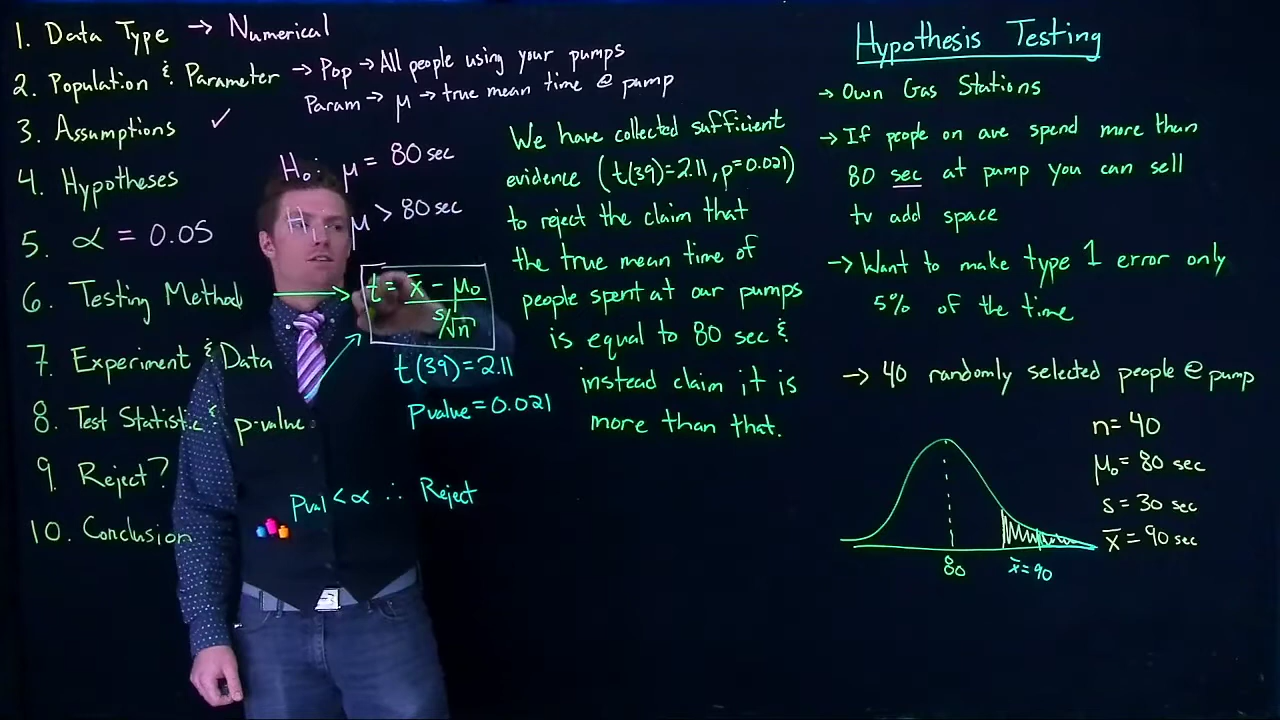 1. Data Type → Numerical
2. Population & Parameter → Pop → All people using your pumps
Param → μ → true mean time @ pump
3. Assumptions ✓
4. Hypotheses
H₀: μ = 80 sec
H₁ μ > 80 sec
5. α = 0.05
6. Testing Method → t = x̄ - μ₀
s/√n
7. Experiment & Data
t(39)=2.11
8. Test Statistic & p-value
pvalue=0.021
9. Reject?
Pval < α ∴ Reject
10. Conclusion
We have collected sufficient
evidence (t(39)=2.11, p=0.021)
to reject the claim that
the true mean time of
people spent at our pumps
is equal to 80 sec &
instead claim it is
more than that.
Hypothesis Testing
→ Own Gas Stations
→ If people on ave spend more than
80 sec at pump you can sell
tv add space
→ Want to make type 1 error only
5% of the time
→ 40 randomly selected people @ pump
n=40
μ₀= 80 sec
s = 30 sec
x̄ = 90 sec
80
x̄=90